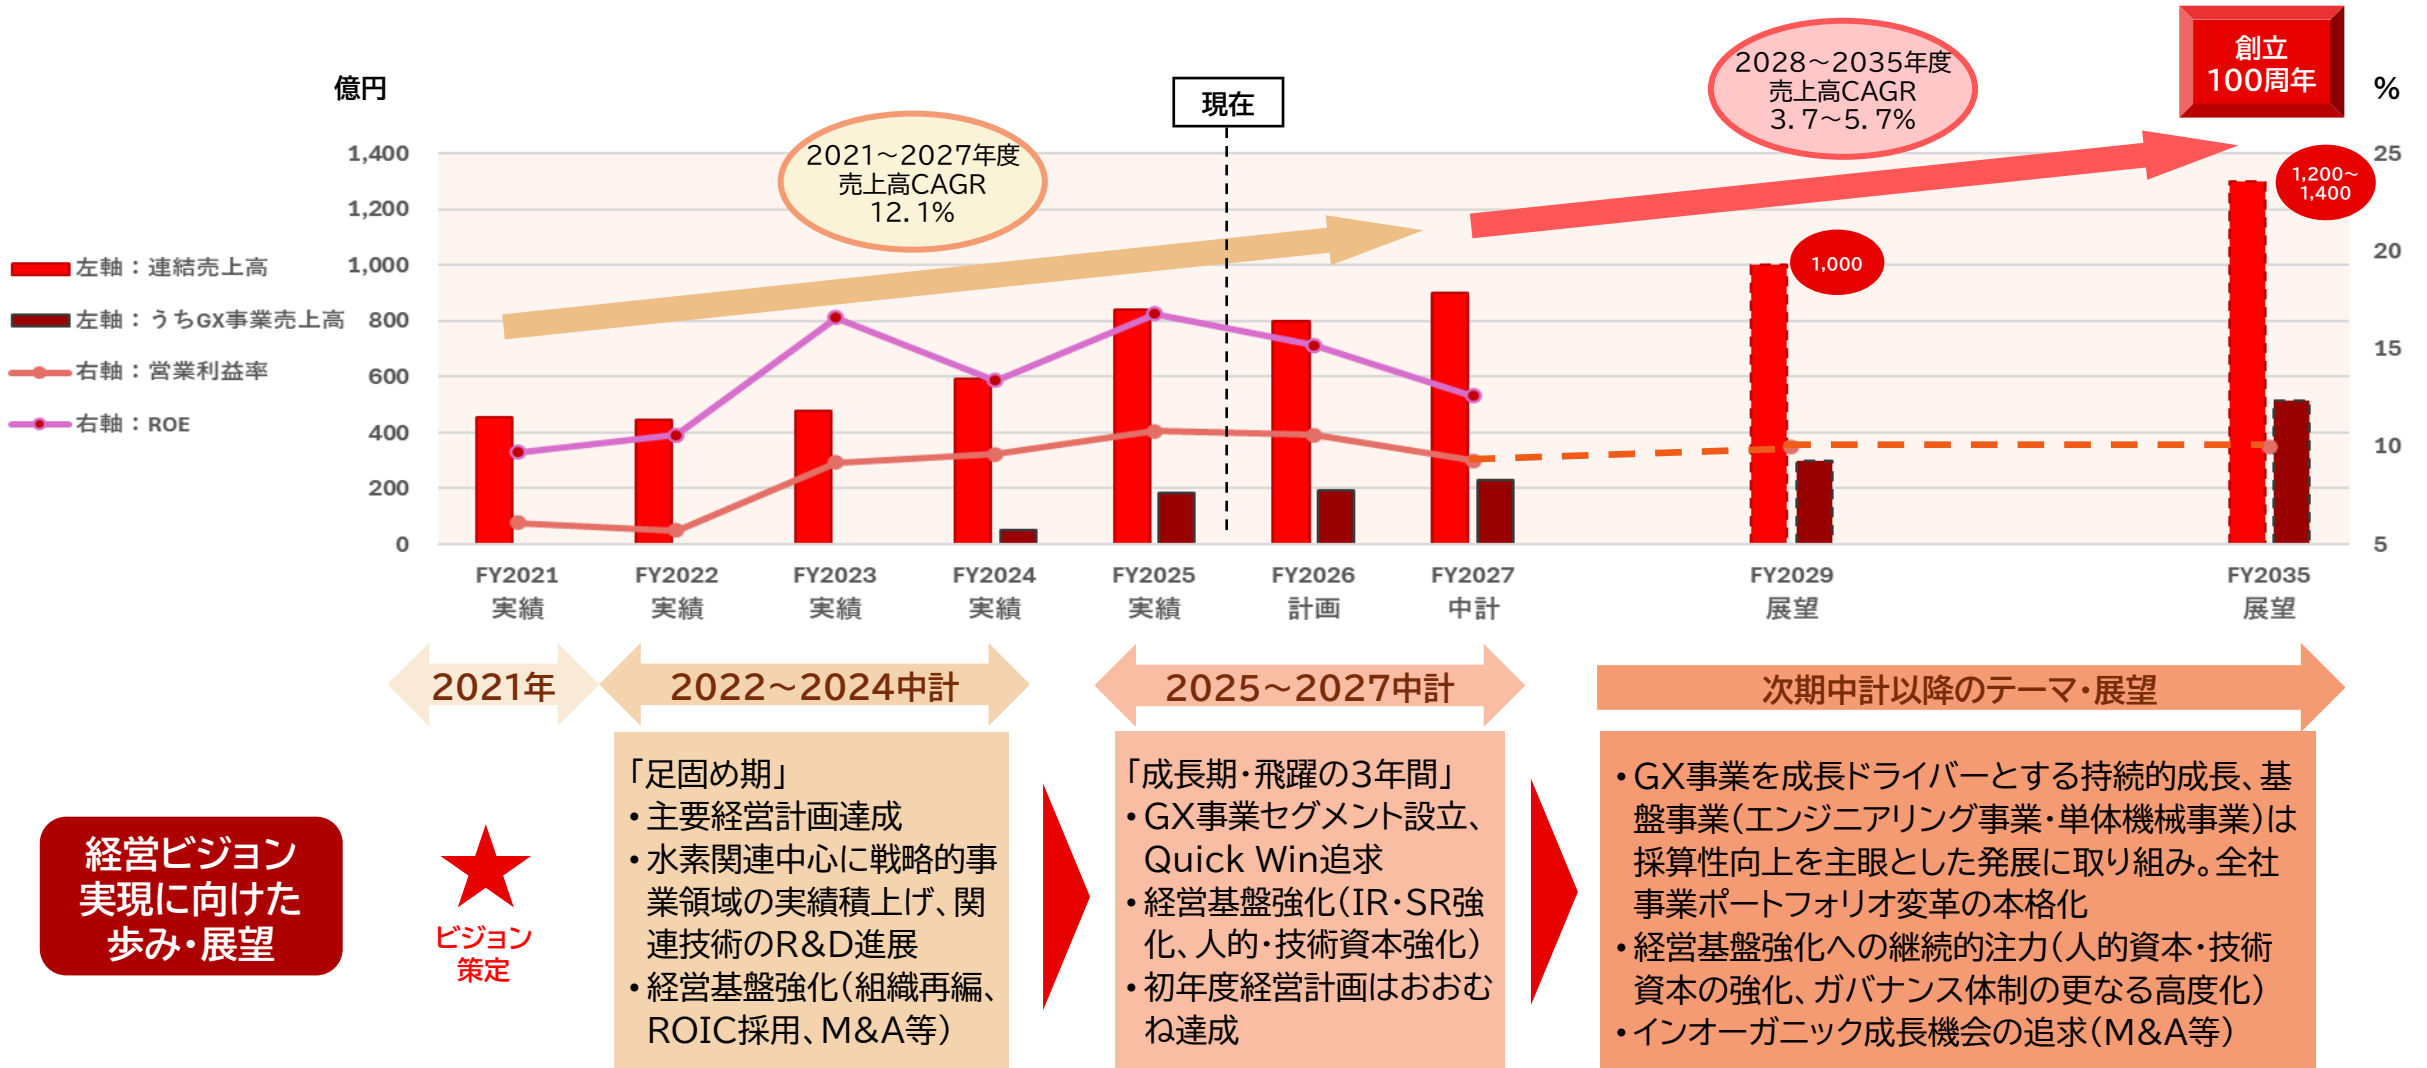 億円
%
創立
100周年
現在
2021～2027年度
売上高CAGR
12．1%
2028～2035年度
売上高CAGR
3．7～5．7%
1,200～
1,400
1,000
左軸：連結売上高
左軸：うちGX事業売上高
右軸：営業利益率
右軸：ROE
1,400
1,200
1,000
800
600
400
200
0
25
20
15
10
5
FY2021
実績
FY2022
実績
FY2023
実績
FY2024
実績
FY2025
実績
FY2026
計画
FY2027
中計
FY2029
展望
FY2035
展望
2021年
2022～2024中計
2025～2027中計
次期中計以降のテーマ・展望
経営ビジョン
実現に向けた
歩み・展望
ビジョン
策定
「足固め期」
・主要経営計画達成
・水素関連中心に戦略的事
業領域の実績積上げ、関
連技術のR&D進展
・経営基盤強化（組織再編、
ROIC採用、M&A等）
「成長期・飛躍の3年間」
・GX事業セグメント設立、
Quick Win追求
・経営基盤強化（IR・SR強
化、人的・技術資本強化）
・初年度経営計画はおおむ
ね達成
・GX事業を成長ドライバーとする持続的成長、基
盤事業（エンジニアリング事業・単体機械事業）は
採算性向上を主眼とした発展に取り組み。全社
事業ポートフォリオ変革の本格化
・経営基盤強化への継続的注力（人的資本・技術
資本の強化、ガバナンス体制の更なる高度化）
・インオーガニック成長機会の追求（M&A等）